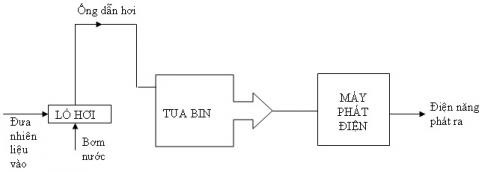 Ông dẫn hơi
LÒ HƠI
Đưa
nhiên
liệu
vào
Bơm
nước
TUA BIN
MÁY
PHÁT
ĐIỆN
Điện năng
phát ra